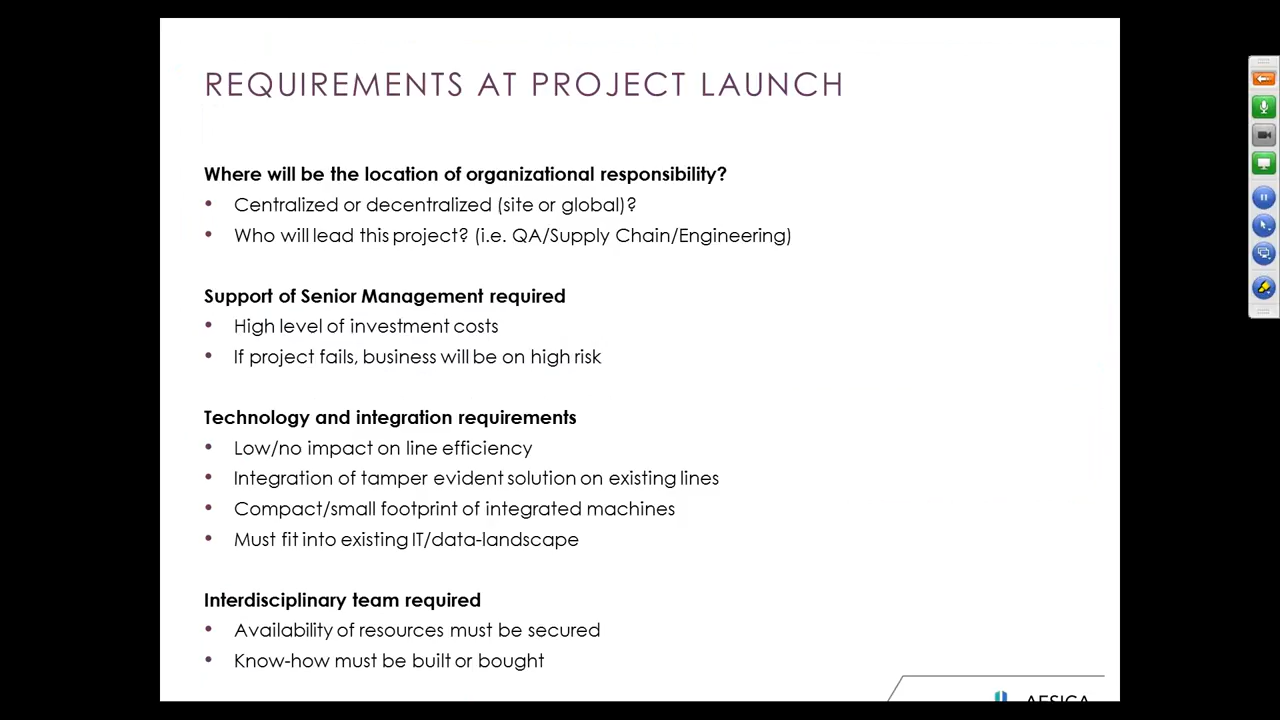 REQUIREMENTS AT PROJECT LAUNCH
Where will be the location of organizational responsibility?
• Centralized or decentralized (site or global)?
• Who will lead this project? (i.e. QA/Supply Chain/Engineering)
Support of Senior Management required
• High level of investment costs
• If project fails, business will be on high risk
Technology and integration requirements
• Low/no impact on line efficiency
• Integration of tamper evident solution on existing lines
• Compact/small footprint of integrated machines
• Must fit into existing IT/data-landscape
Interdisciplinary team required
• Availability of resources must be secured
• Know-how must be built or bought
AESICA